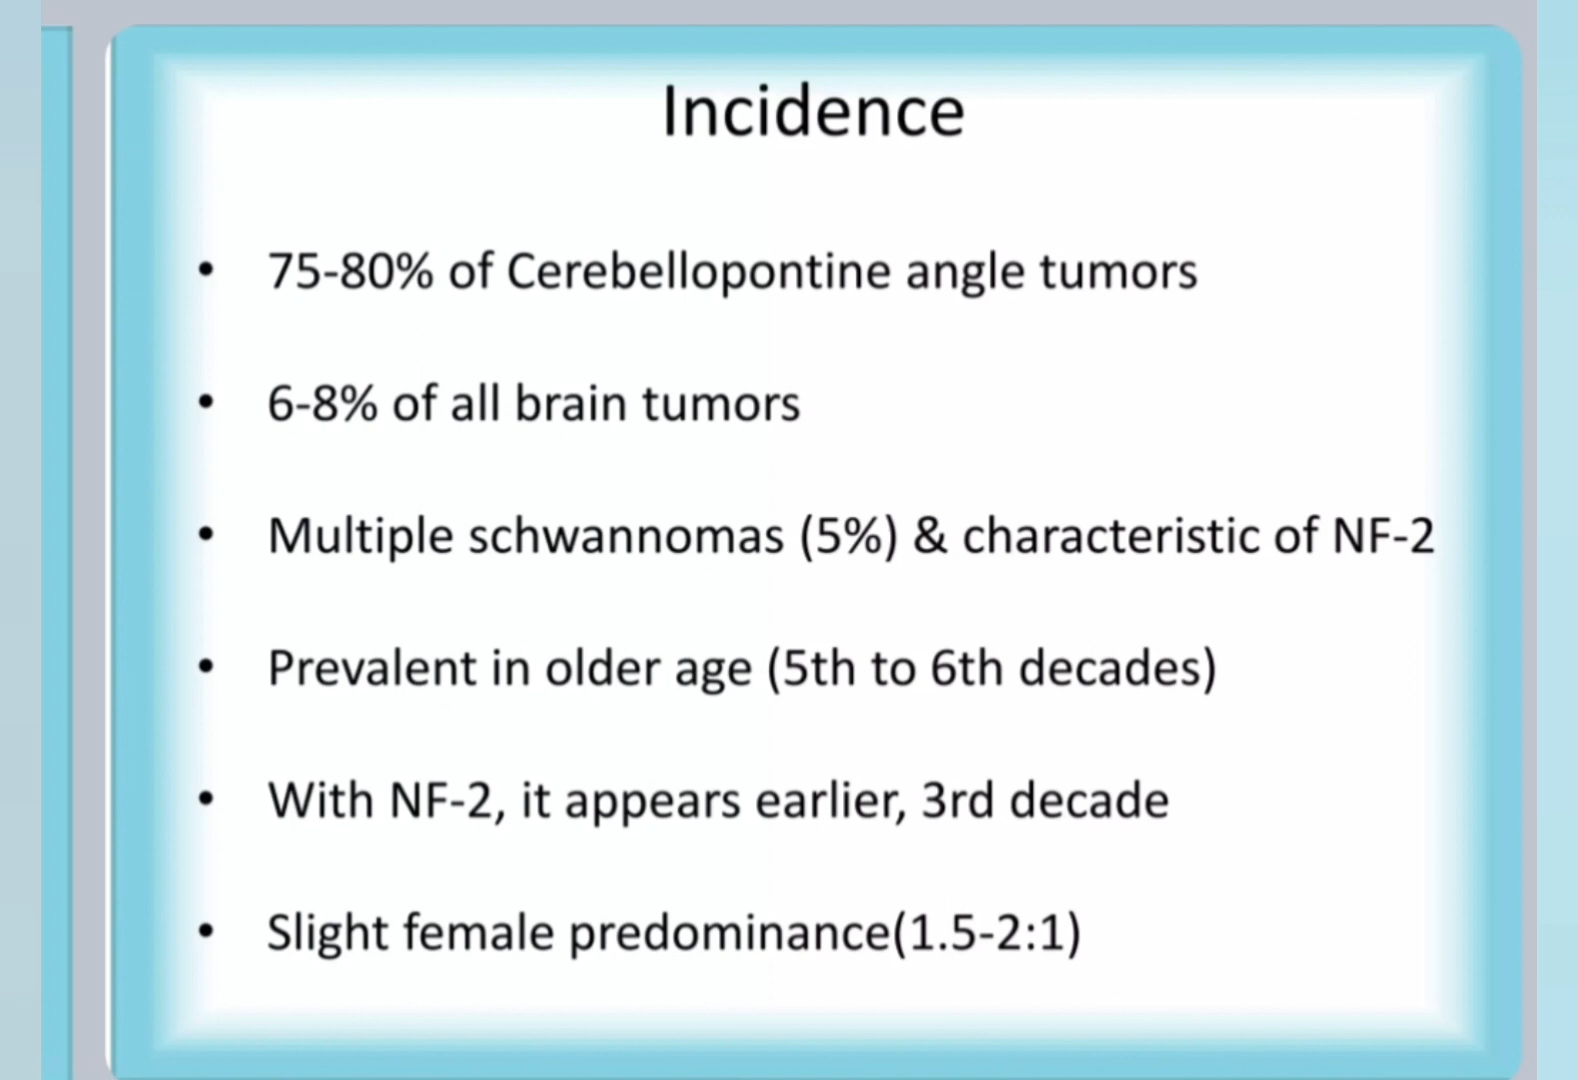 Incidence
• 75-80% of Cerebellopontine angle tumors
• 6-8% of all brain tumors
• Multiple schwannomas (5%) & characteristic of NF-2
• Prevalent in older age (5th to 6th decades)
• With NF-2, it appears earlier, 3rd decade
• Slight female predominance(1.5-2:1)